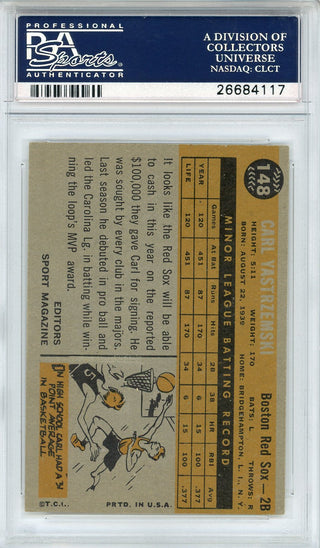 PROFESSIONAL
PSA
Sports
AUTHENTICATOR
A DIVISION OF
COLLECTORS
UNIVERSE
NASDAQ: CLCT
26684117
148
CARL YASTRZEMSKI
Boston Red Sox—2B
HEIGHT: 5:11 WEIGHT: 170 BATS: L THROWS: R
BORN: AUGUST 22, 1939 HOME: BRIDGEHAMPTON, L. I., N. Y.
MINOR LEAGUE BATTING RECORD
Games At Bat Runs Hits 2B 3B HR RBI Avg
YEAR 120 451 87 170 34 6 15 100 .377
LIFE 120 451 87 170 34 6 15 100 .377
It looks like the Red Sox will be able
to cash in this year on the reported
$100,000 they gave Carl for signing. He
was sought by every club in the majors.
Last season he debuted in pro ball and
led the Carolina Lg. in batting while win-
ning the loop's MVP award.
EDITORS
SPORT MAGAZINE
IN HIGH SCHOOL CARL HAD A 31
POINT AVERAGE
IN BASKETBALL
©T.C.I. PRTD. IN U.S.A.